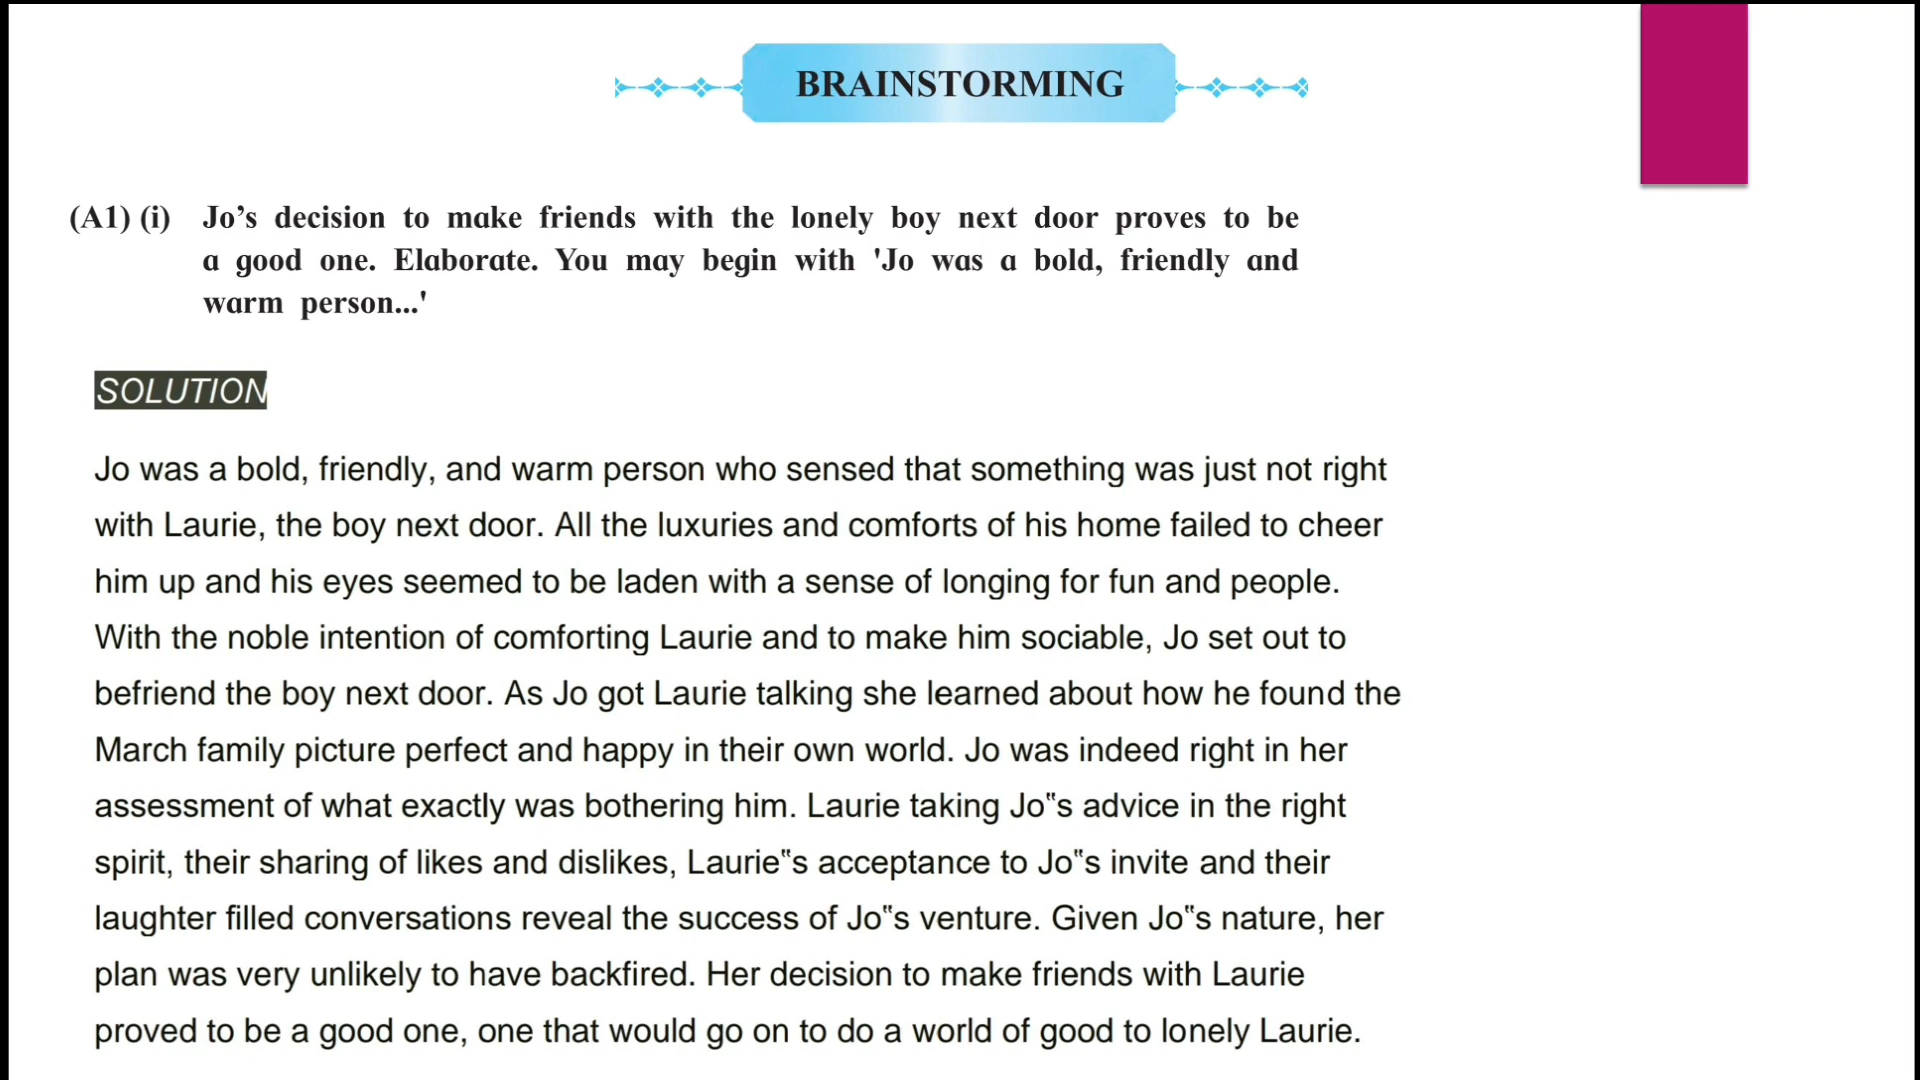 BRAINSTORMING
(A1) (i) Jo’s decision to make friends with the lonely boy next door proves to be
a good one. Elaborate. You may begin with 'Jo was a bold, friendly and
warm person...'
SOLUTION
Jo was a bold, friendly, and warm person who sensed that something was just not right
with Laurie, the boy next door. All the luxuries and comforts of his home failed to cheer
him up and his eyes seemed to be laden with a sense of longing for fun and people.
With the noble intention of comforting Laurie and to make him sociable, Jo set out to
befriend the boy next door. As Jo got Laurie talking she learned about how he found the
March family picture perfect and happy in their own world. Jo was indeed right in her
assessment of what exactly was bothering him. Laurie taking Jo‟s advice in the right
spirit, their sharing of likes and dislikes, Laurie‟s acceptance to Jo‟s invite and their
laughter filled conversations reveal the success of Jo‟s venture. Given Jo‟s nature, her
plan was very unlikely to have backfired. Her decision to make friends with Laurie
proved to be a good one, one that would go on to do a world of good to lonely Laurie.